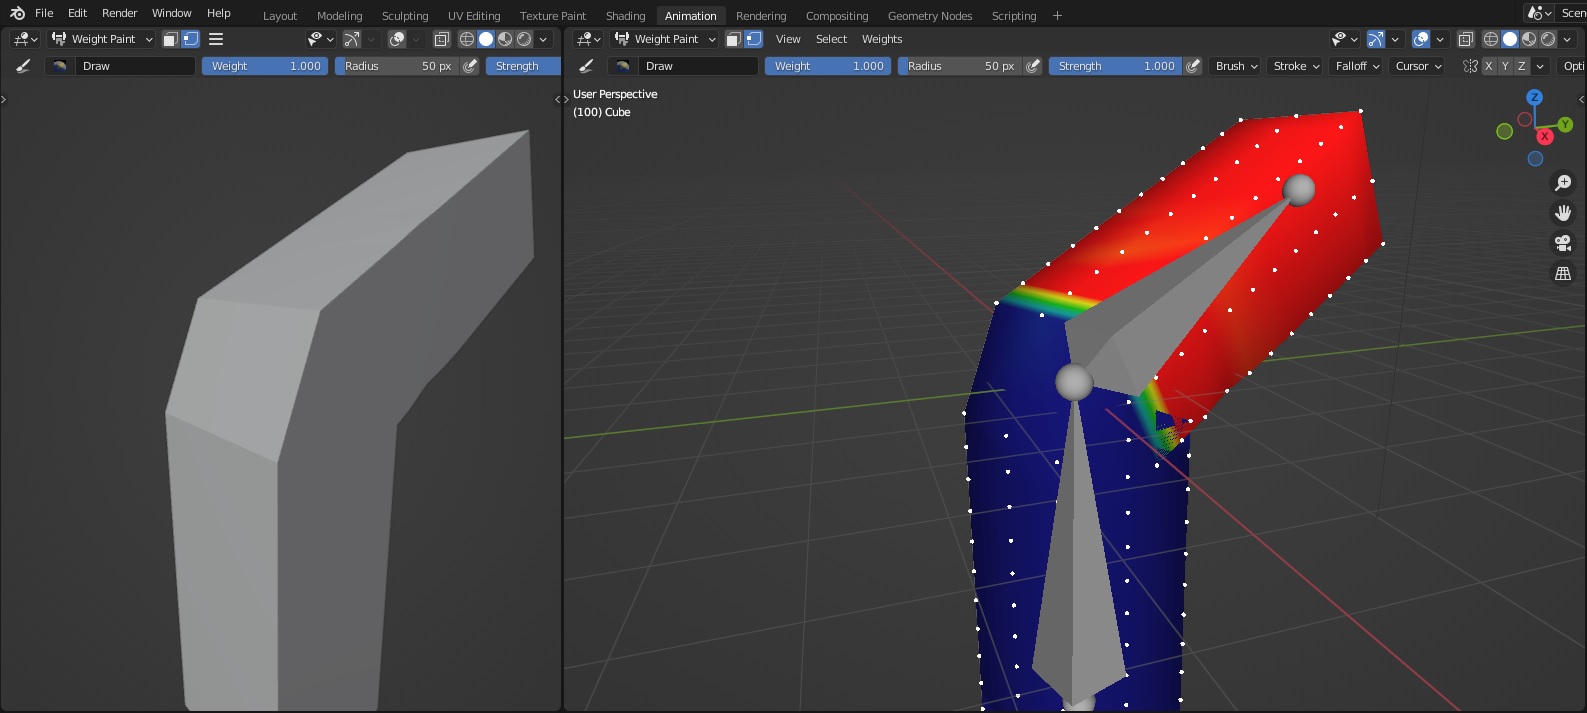 File Edit Render Window Help Layout Modeling Sculpting UV Editing Texture Paint Shading Animation Rendering Compositing Geometry Nodes Scripting + Scen
Weight Paint
Weight Paint View Select Weights
Draw Weight 1.000 Radius 50 px Strength
Draw Weight 1.000 Radius 50 px Strength 1.000 Brush Stroke Falloff Cursor X Y Z Opti
User Perspective
(100) Cube
Z
Y
X